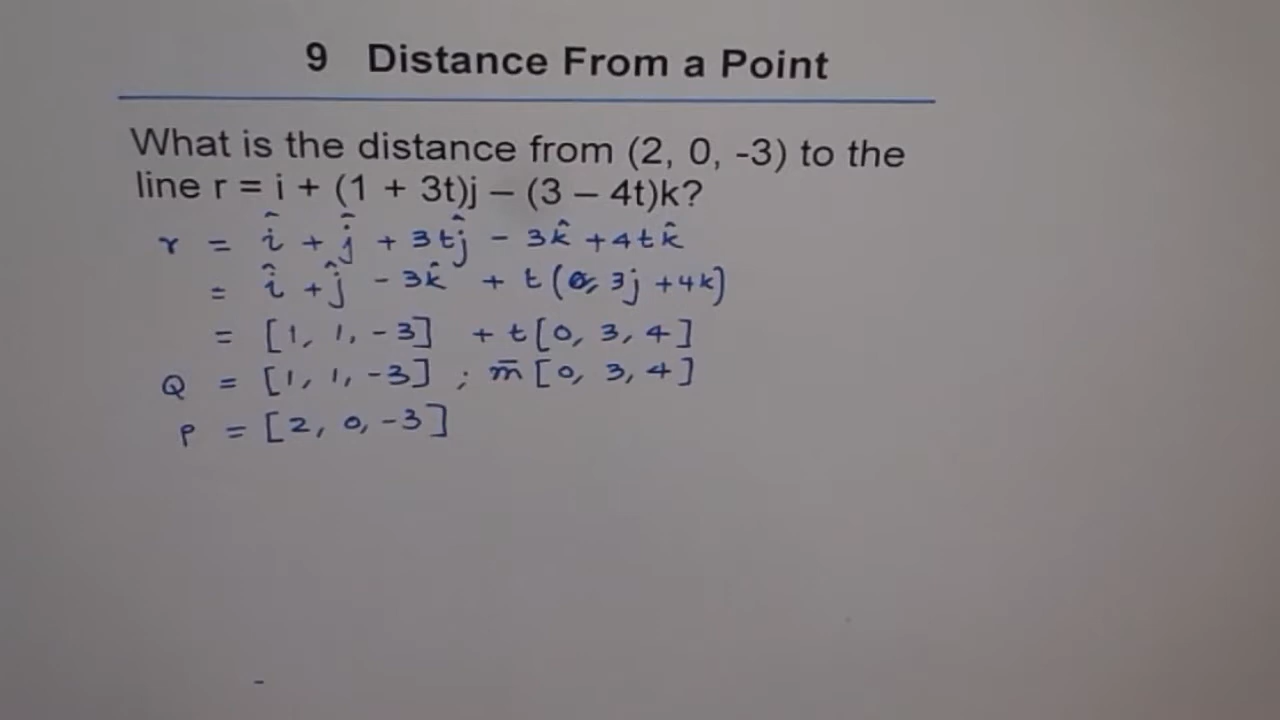 9 Distance From a Point
What is the distance from (2, 0, -3) to the
line r = i + (1 + 3t)j – (3 – 4t)k?
r = î + ĵ + 3tĵ - 3k̂ + 4tk̂
= î + ĵ - 3k̂ + t(0, 3j + 4k)
= [1, 1, -3] + t[0, 3, 4]
Q = [1, 1, -3] ; m̄ [0, 3, 4]
P = [2, 0, -3]